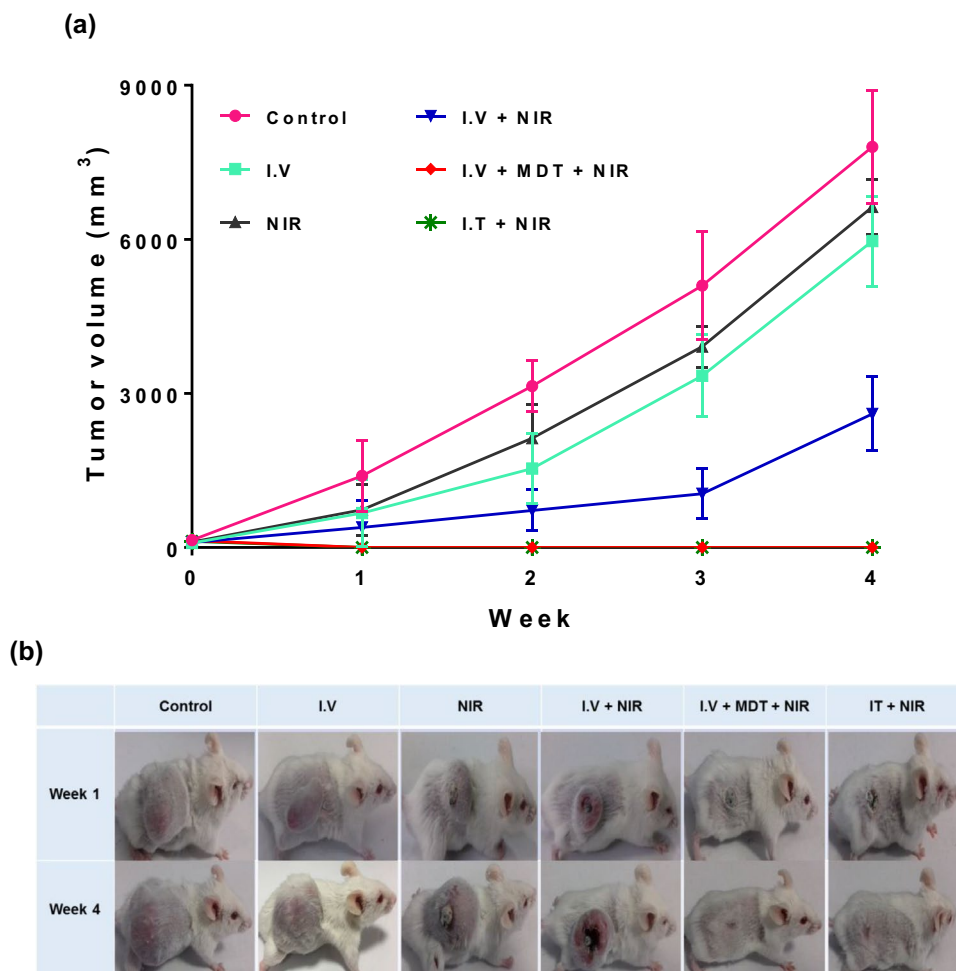 (a)
9000
6000
3000
0
Tumor volume (mm³)
Control
I.V
NIR
I.V + NIR
I.V + MDT + NIR
I.T + NIR
0 1 2 3 4
Week
(b)
Control I.V NIR I.V + NIR I.V + MDT + NIR IT + NIR
Week 1
Week 4